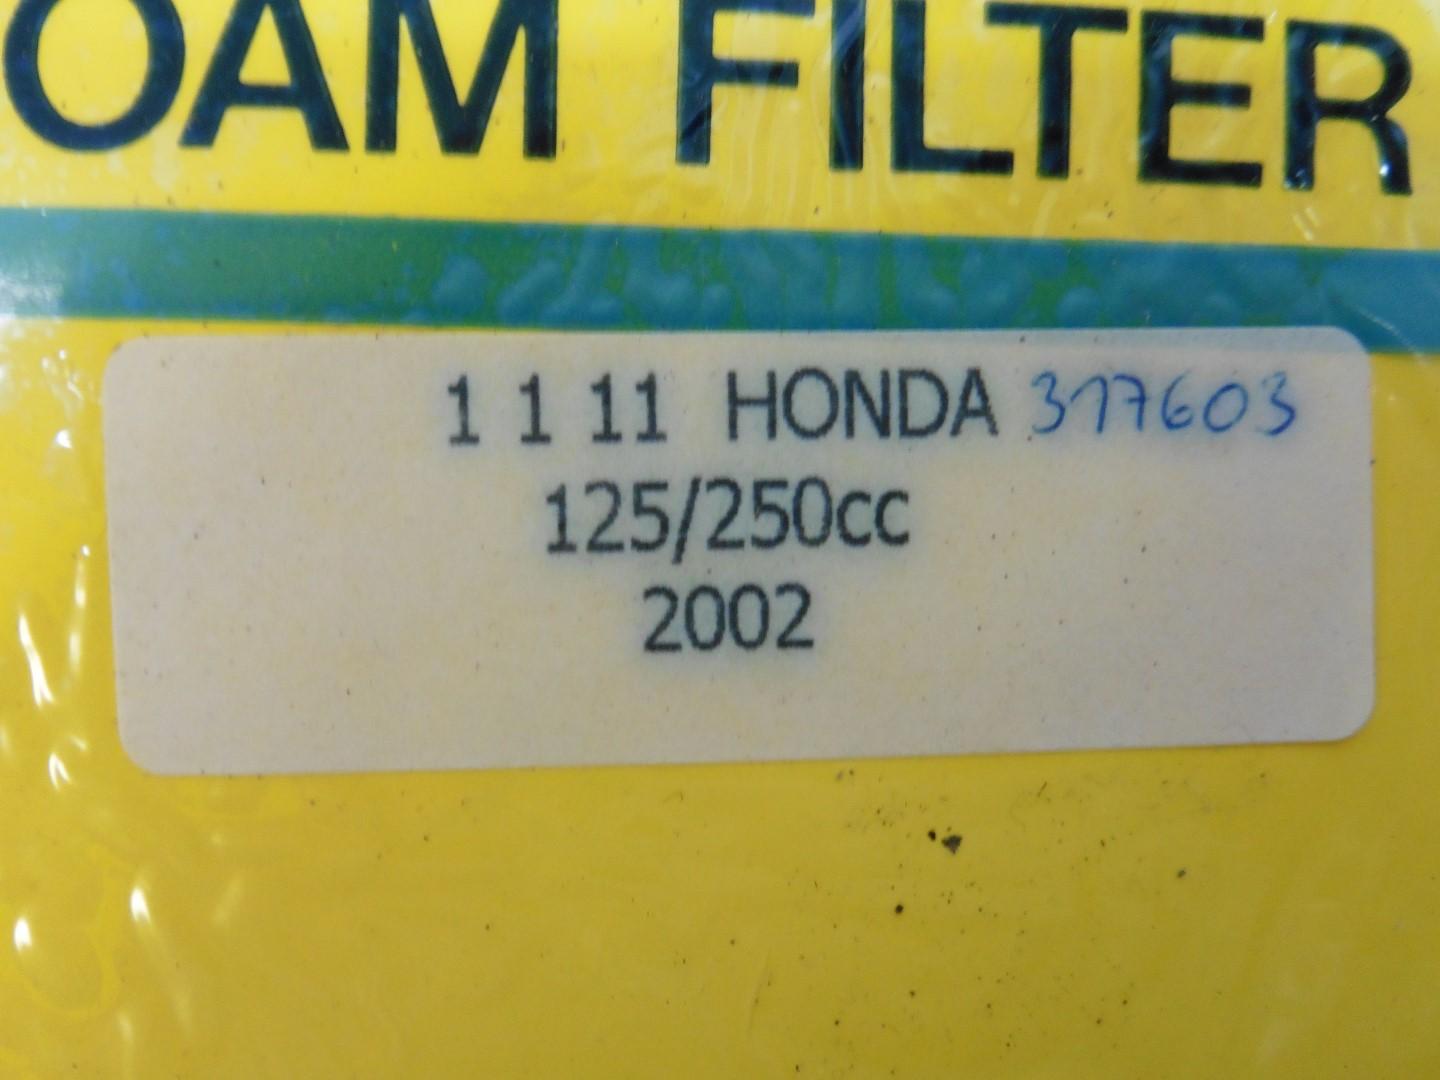 OAM FILTER
1 1 11 HONDA 317603
125/250cc
2002